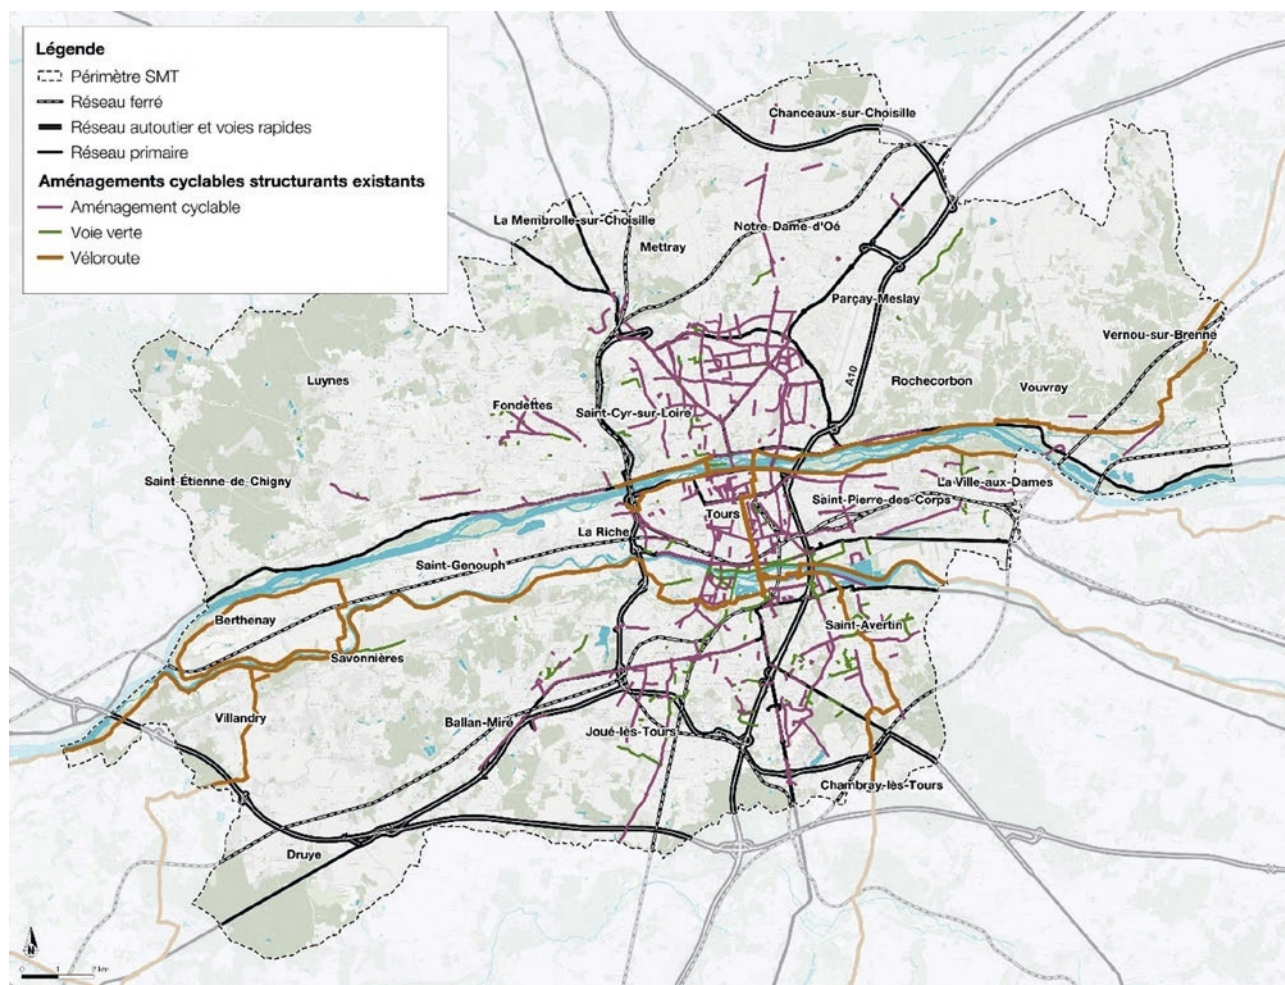 Légende
Périmètre SMT
Réseau ferré
Réseau autoutier et voies rapides
Réseau primaire
Aménagements cyclables structurants existants
Aménagement cyclable
Voie verte
Véloroute
Chanceaux-sur-Choisille
La Membrolle-sur-Choisille
Notre-Dame-d'Oé
Mettray
Parçay-Meslay
Vernou-sur-Brenne
A10
Luynes
Rochecorbon
Vouvray
Fondettes
Saint-Cyr-sur-Loire
Saint-Étienne-de-Chigny
La Ville-aux-Dames
Saint-Pierre-des-Corps
Tours
La Riche
Saint-Genouph
Berthenay
Saint-Avertin
Savonnières
Villandry
Ballan-Miré
Joué-lès-Tours
Chambray-lès-Tours
Druye
N
0 1 2 km